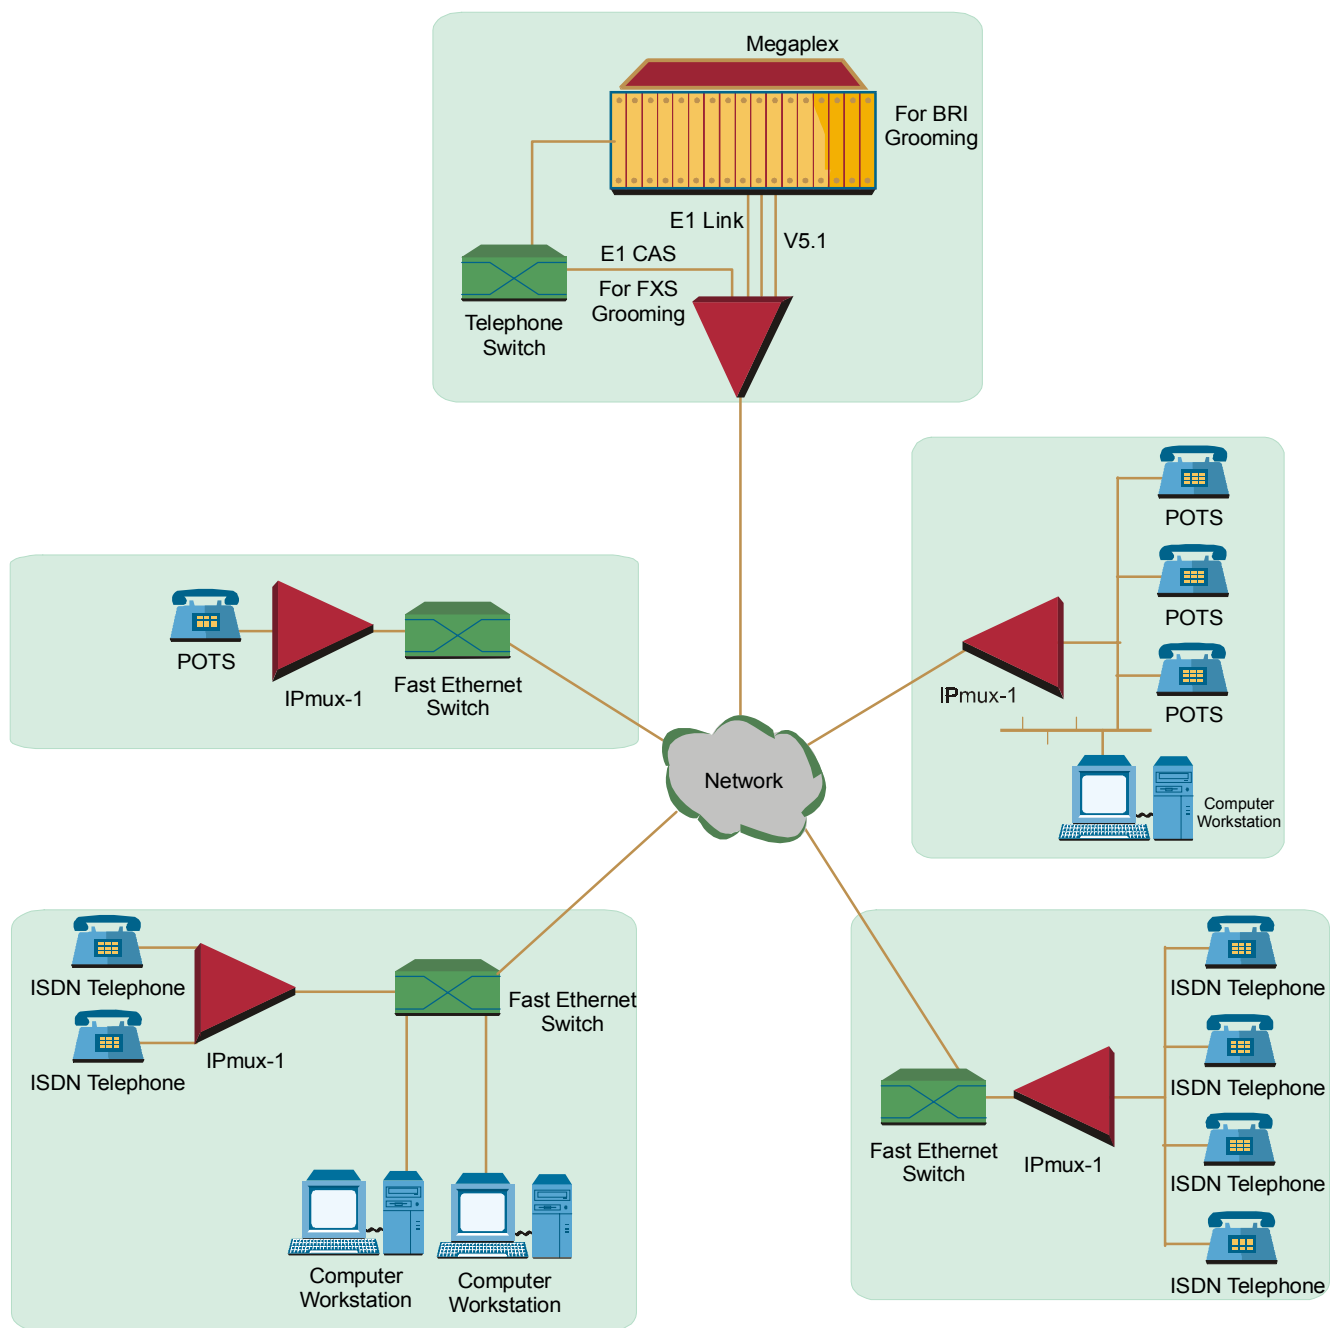 Megaplex
For BRI
Grooming
E1 Link
V5.1
E1 CAS
For FXS
Grooming
Telephone
Switch
POTS
POTS
POTS
IPmux-1
Computer
Workstation
POTS
IPmux-1
Fast Ethernet
Switch
Network
ISDN Telephone
ISDN Telephone
IPmux-1
Fast Ethernet
Switch
Computer
Workstation
Computer
Workstation
Fast Ethernet
Switch
IPmux-1
ISDN Telephone
ISDN Telephone
ISDN Telephone
ISDN Telephone